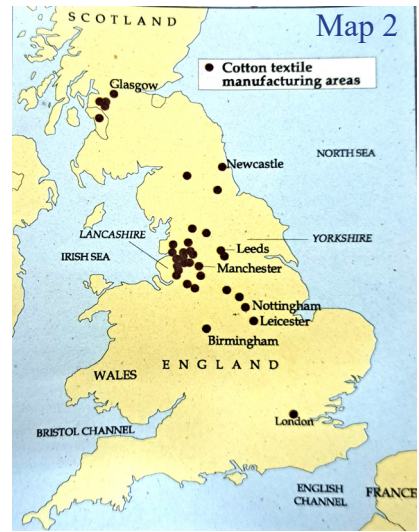 SCOTLAND
Map 2
Cotton textile
manufacturing areas
Glasgow
Newcastle
NORTH SEA
LANCASHIRE
YORKSHIRE
IRISH SEA
Leeds
Manchester
Nottingham
Leicester
Birmingham
ENGLAND
WALES
London
BRISTOL CHANNEL
ENGLISH
CHANNEL
FRANCE